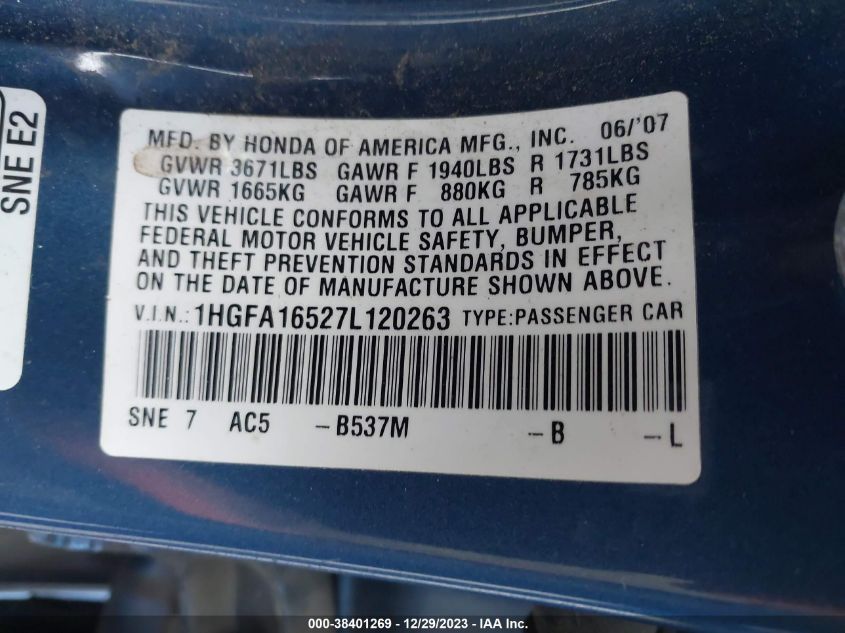 SNE E2
MFD. BY HONDA OF AMERICA MFG., INC. 06/'07
GVWR 3671LBS GAWR F 1940LBS R 1731LBS
GVWR 1665KG GAWR F 880KG R 785KG
THIS VEHICLE CONFORMS TO ALL APPLICABLE
FEDERAL MOTOR VEHICLE SAFETY, BUMPER,
AND THEFT PREVENTION STANDARDS IN EFFECT
ON THE DATE OF MANUFACTURE SHOWN ABOVE.
V.I.N.: 1HGFA16527L120263 TYPE:PASSENGER CAR
SNE 7 AC5 -B537M -B -L
000-38401269 - 12/29/2023 - IAA Inc.